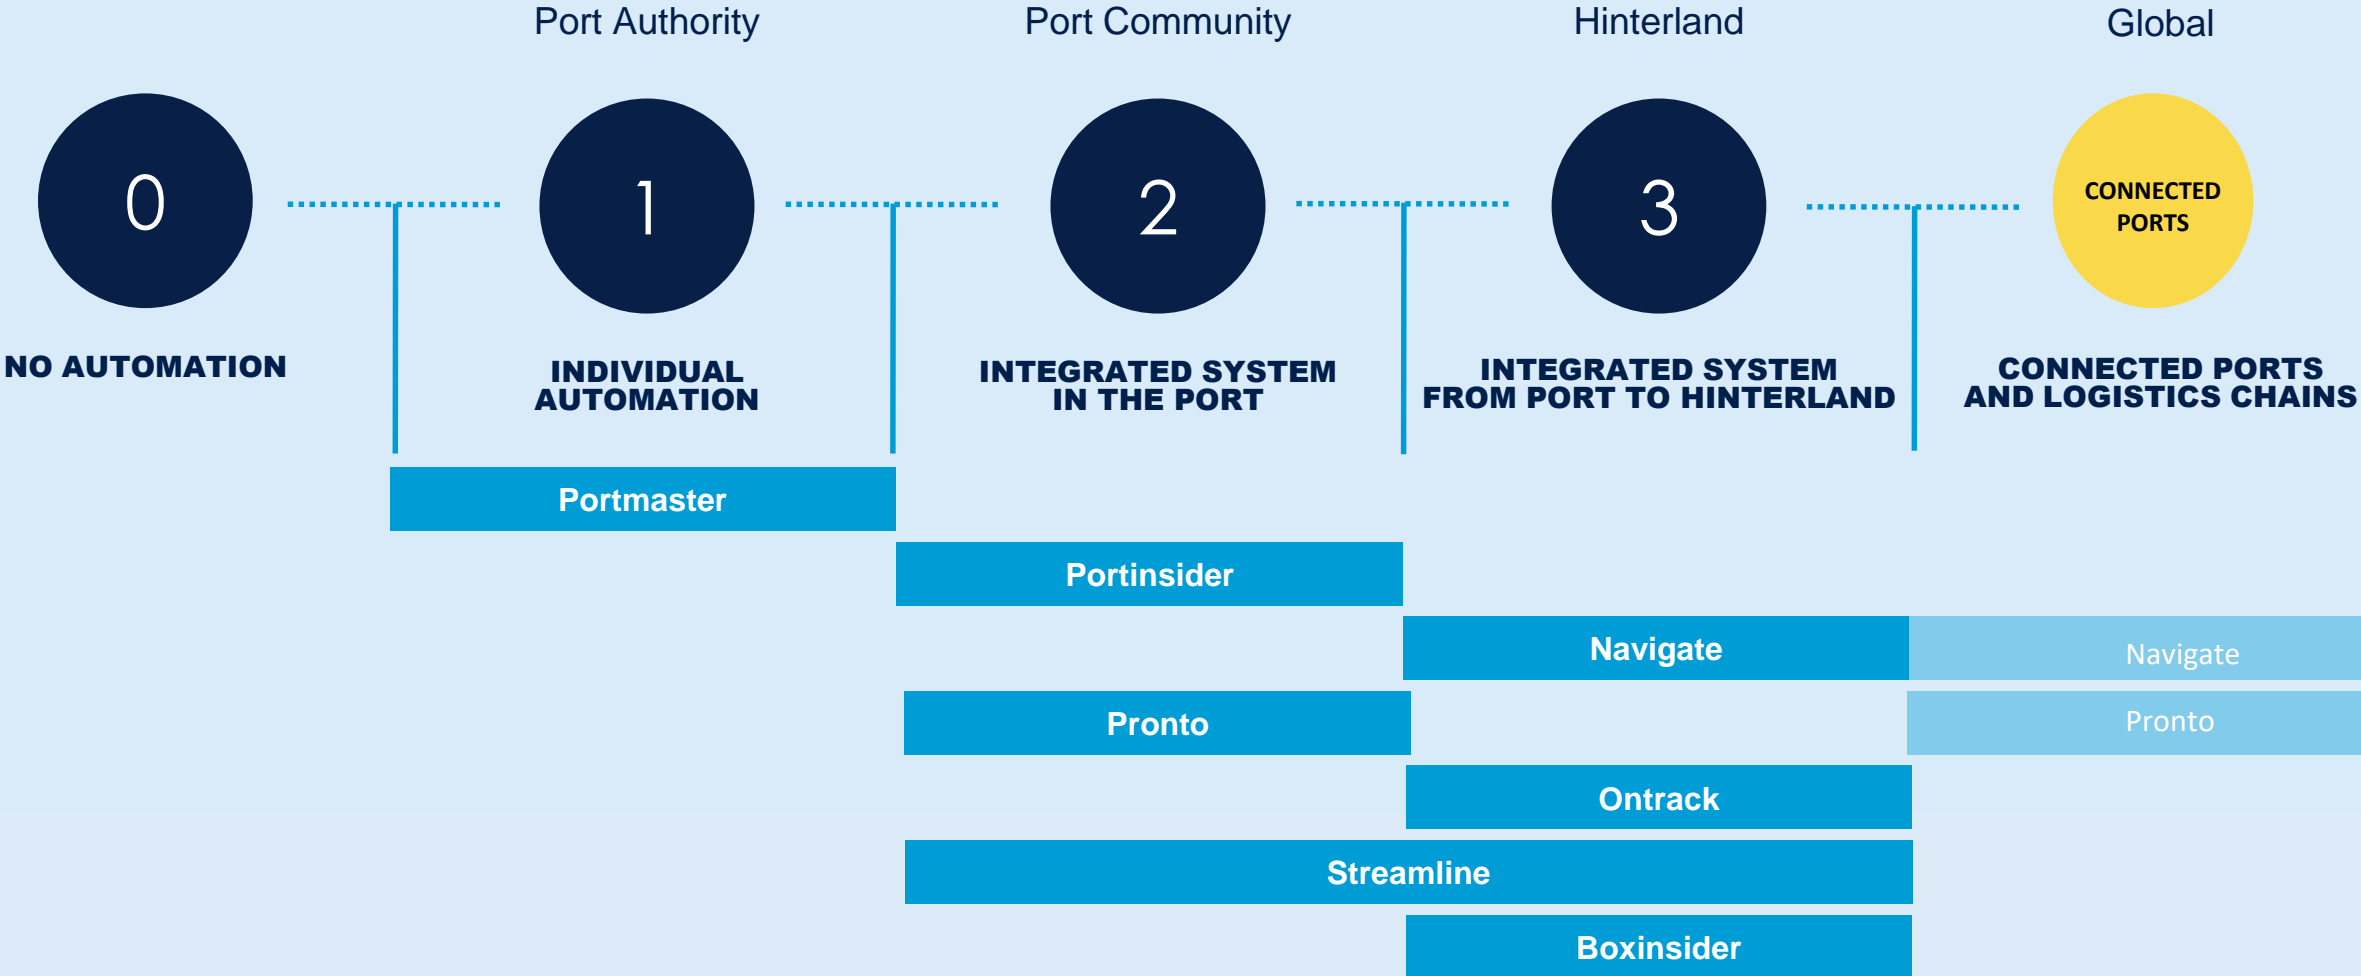 Port Authority
Port Community
Hinterland
Global
0
1
2
3
CONNECTED
PORTS
NO AUTOMATION
INDIVIDUAL
AUTOMATION
INTEGRATED SYSTEM
IN THE PORT
INTEGRATED SYSTEM
FROM PORT TO HINTERLAND
CONNECTED PORTS
AND LOGISTICS CHAINS
Portmaster
Portinsider
Navigate
Navigate
Pronto
Pronto
Ontrack
Streamline
Boxinsider